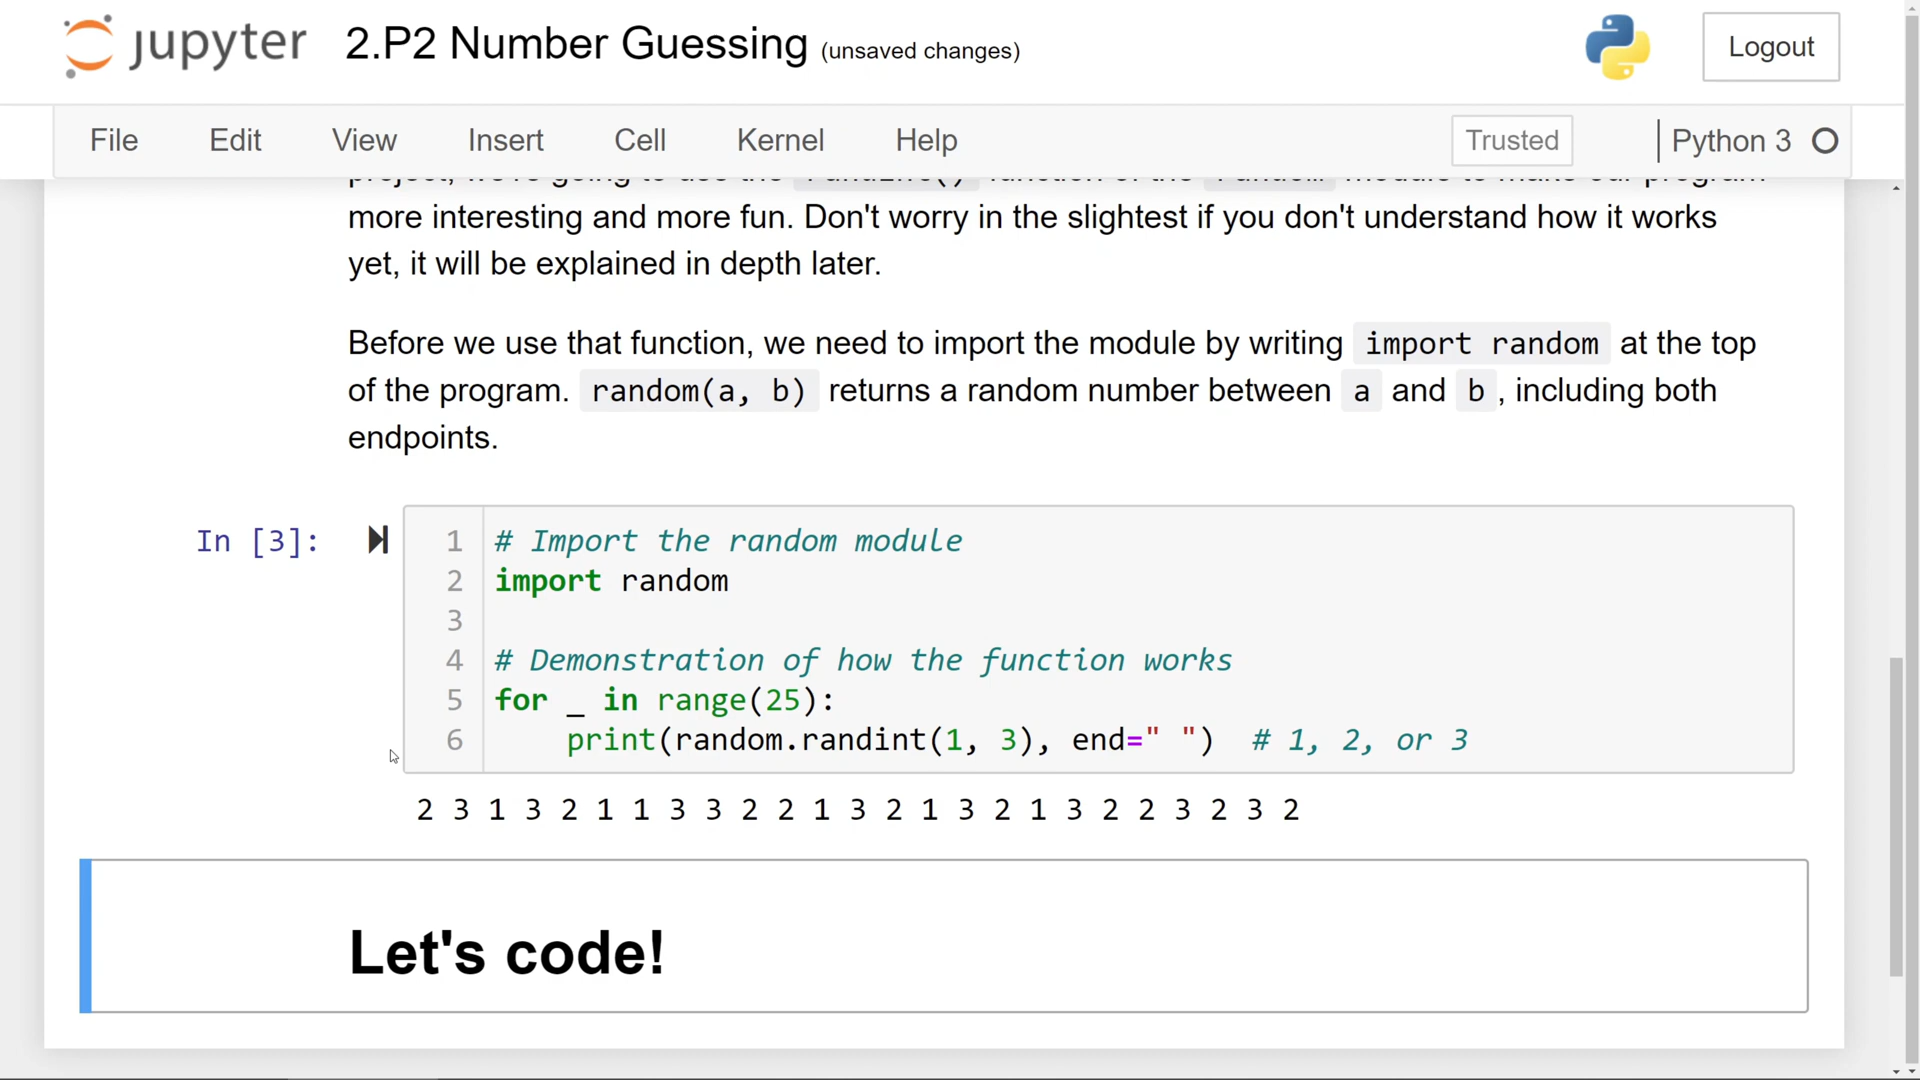 jupyter 2.P2 Number Guessing (unsaved changes) Logout
File Edit View Insert Cell Kernel Help Trusted Python 3
more interesting and more fun. Don't worry in the slightest if you don't understand how it works
yet, it will be explained in depth later.
Before we use that function, we need to import the module by writing import random at the top
of the program. random(a, b) returns a random number between a and b, including both
endpoints.
In [3]:
1 # Import the random module
2 import random
3
4 # Demonstration of how the function works
5 for _ in range(25):
6     print(random.randint(1, 3), end=" ")  # 1, 2, or 3
2 3 1 3 2 1 1 3 3 2 2 1 3 2 1 3 2 1 3 2 2 3 2 3 2
Let's code!